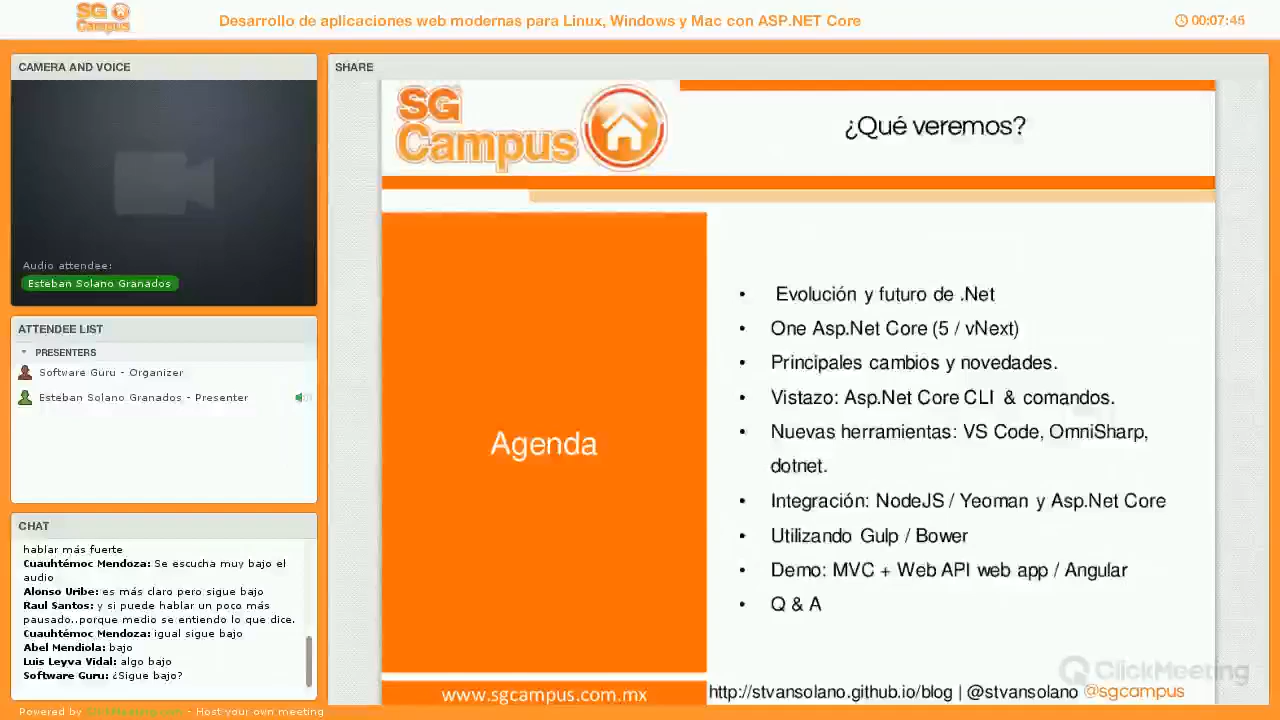 SG Campus
Desarrollo de aplicaciones web modernas para Linux, Windows y Mac con ASP.NET Core
00:07:45
CAMERA AND VOICE
Audio attendee:
Esteban Solano Granados
ATTENDEE LIST
PRESENTERS
Software Guru - Organizer
Esteban Solano Granados - Presenter
CHAT
hablar más fuerte
Cuauhtémoc Mendoza: Se escucha muy bajo el
audio
Alonso Uribe: es más claro pero sigue bajo
Raul Santos: y si puede hablar un poco más
pausado..porque medio se entiendo lo que dice.
Cuauhtémoc Mendoza: igual sigue bajo
Abel Mendiola: bajo
Luis Leyva Vidal: algo bajo
Software Guru: ¿Sigue bajo?
SHARE
SG
Campus
¿Qué veremos?
Agenda
• Evolución y futuro de .Net
• One Asp.Net Core (5 / vNext)
• Principales cambios y novedades.
• Vistazo: Asp.Net Core CLI & comandos.
• Nuevas herramientas: VS Code, OmniSharp,
dotnet.
• Integración: NodeJS / Yeoman y Asp.Net Core
• Utilizando Gulp / Bower
• Demo: MVC + Web API web app / Angular
• Q & A
www.sgcampus.com.mx
http://stvansolano.github.io/blog | @stvansolano @sgcampus
ClickMeeting
Powered by ClickMeeting.com - Host your own meeting